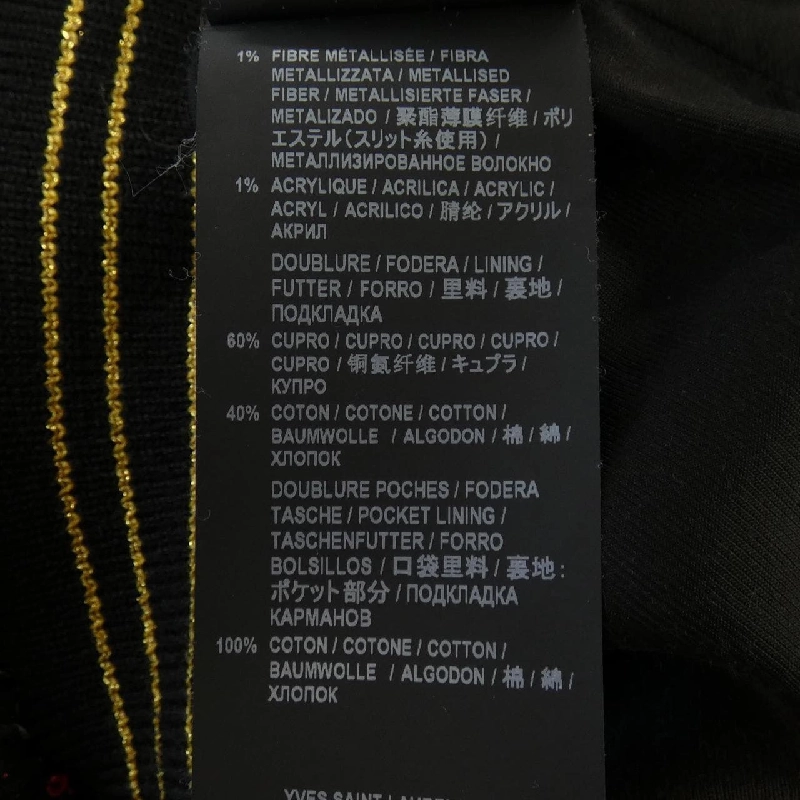 1% FIBRE MÉTALLISÉE / FIBRA
METALLIZZATA / METALLISED
FIBER / METALLISIERTE FASER /
METALIZADO / 聚酯薄膜纤维 / ポリ
エステル(スリット糸使用) /
МЕТАЛЛИЗИРОВАННОЕ ВОЛОКНО
1% ACRYLIQUE / ACRILICA / ACRYLIC /
ACRYL / ACRILICO / 腈纶 / アクリル /
АКРИЛ
DOUBLURE / FODERA / LINING /
FUTTER / FORRO / 里料 / 裏地 /
ПОДКЛАДКА
60% CUPRO / CUPRO / CUPRO / CUPRO /
CUPRO / 铜氨纤维 / キュプラ /
КУПРО
40% COTON / COTONE / COTTON /
BAUMWOLLE / ALGODON / 棉 / 綿 /
ХЛОПОК
DOUBLURE POCHES / FODERA
TASCHE / POCKET LINING /
TASCHENFUTTER / FORRO
BOLSILLOS / 口袋里料 / 裏地:
ポケット部分 / ПОДКЛАДКА
КАРМАНОВ
100% COTON / COTONE / COTTON /
BAUMWOLLE / ALGODON / 棉 / 綿 /
ХЛОПОК
YVES SAINT LAURENT